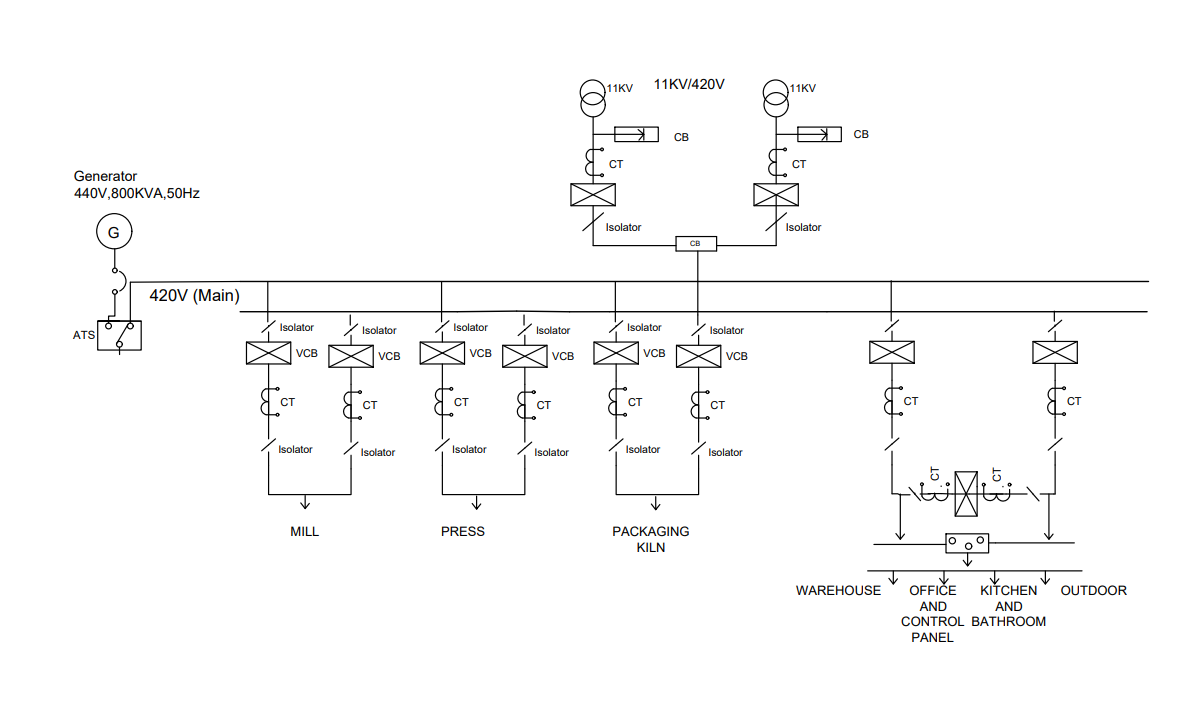 11KV
11KV/420V
11KV
CB
CB
CT
CT
Generator
440V,800KVA,50Hz
Isolator
Isolator
G
CB
420V (Main)
ATS
Isolator
Isolator
Isolator
Isolator
Isolator
Isolator
VCB
VCB
VCB
VCB
VCB
VCB
CT
CT
CT
CT
CT
CT
CT
CT
Isolator
Isolator
Isolator
Isolator
Isolator
Isolator
CT
CT
MILL
PRESS
PACKAGING
KILN
WAREHOUSE
OFFICE
AND
CONTROL
PANEL
KITCHEN
AND
BATHROOM
OUTDOOR